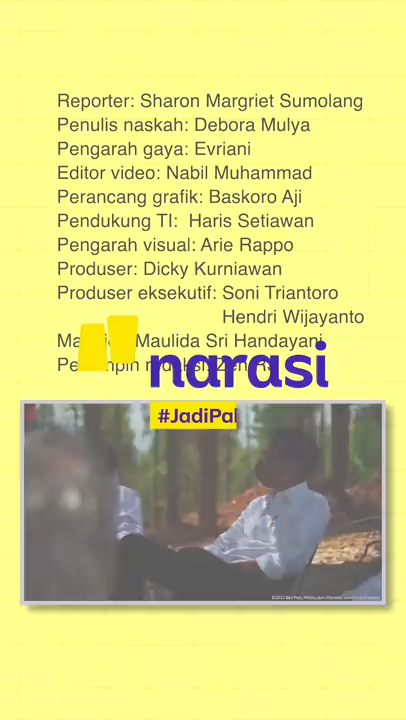 Reporter: Sharon Margriet Sumolang
Penulis naskah: Debora Mulya
Pengarah gaya: Evriani
Editor video: Nabil Muhammad
Perancang grafik: Baskoro Aji
Pendukung TI: Haris Setiawan
Pengarah visual: Arie Rappo
Produser: Dicky Kurniawan
Produser eksekutif: Soni Triantoro
Hendri Wijayanto
Maulida Sri Handayani
narasi
#JadiPa